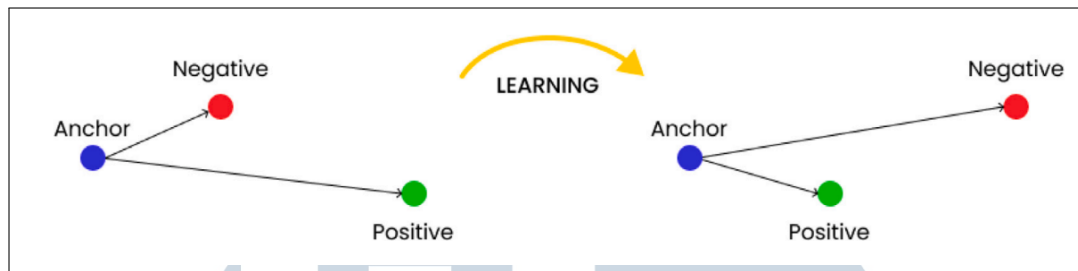 Negative
Anchor
Positive
LEARNING
Negative
Anchor
Positive